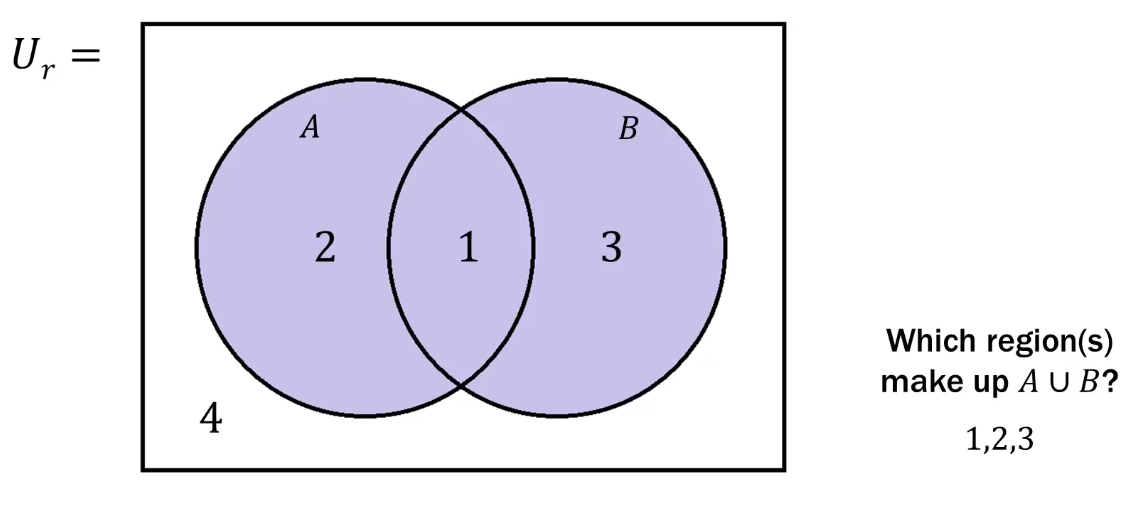 U_r =
A
B
2
1
3
4
Which region(s)
make up A ∪ B?
1,2,3